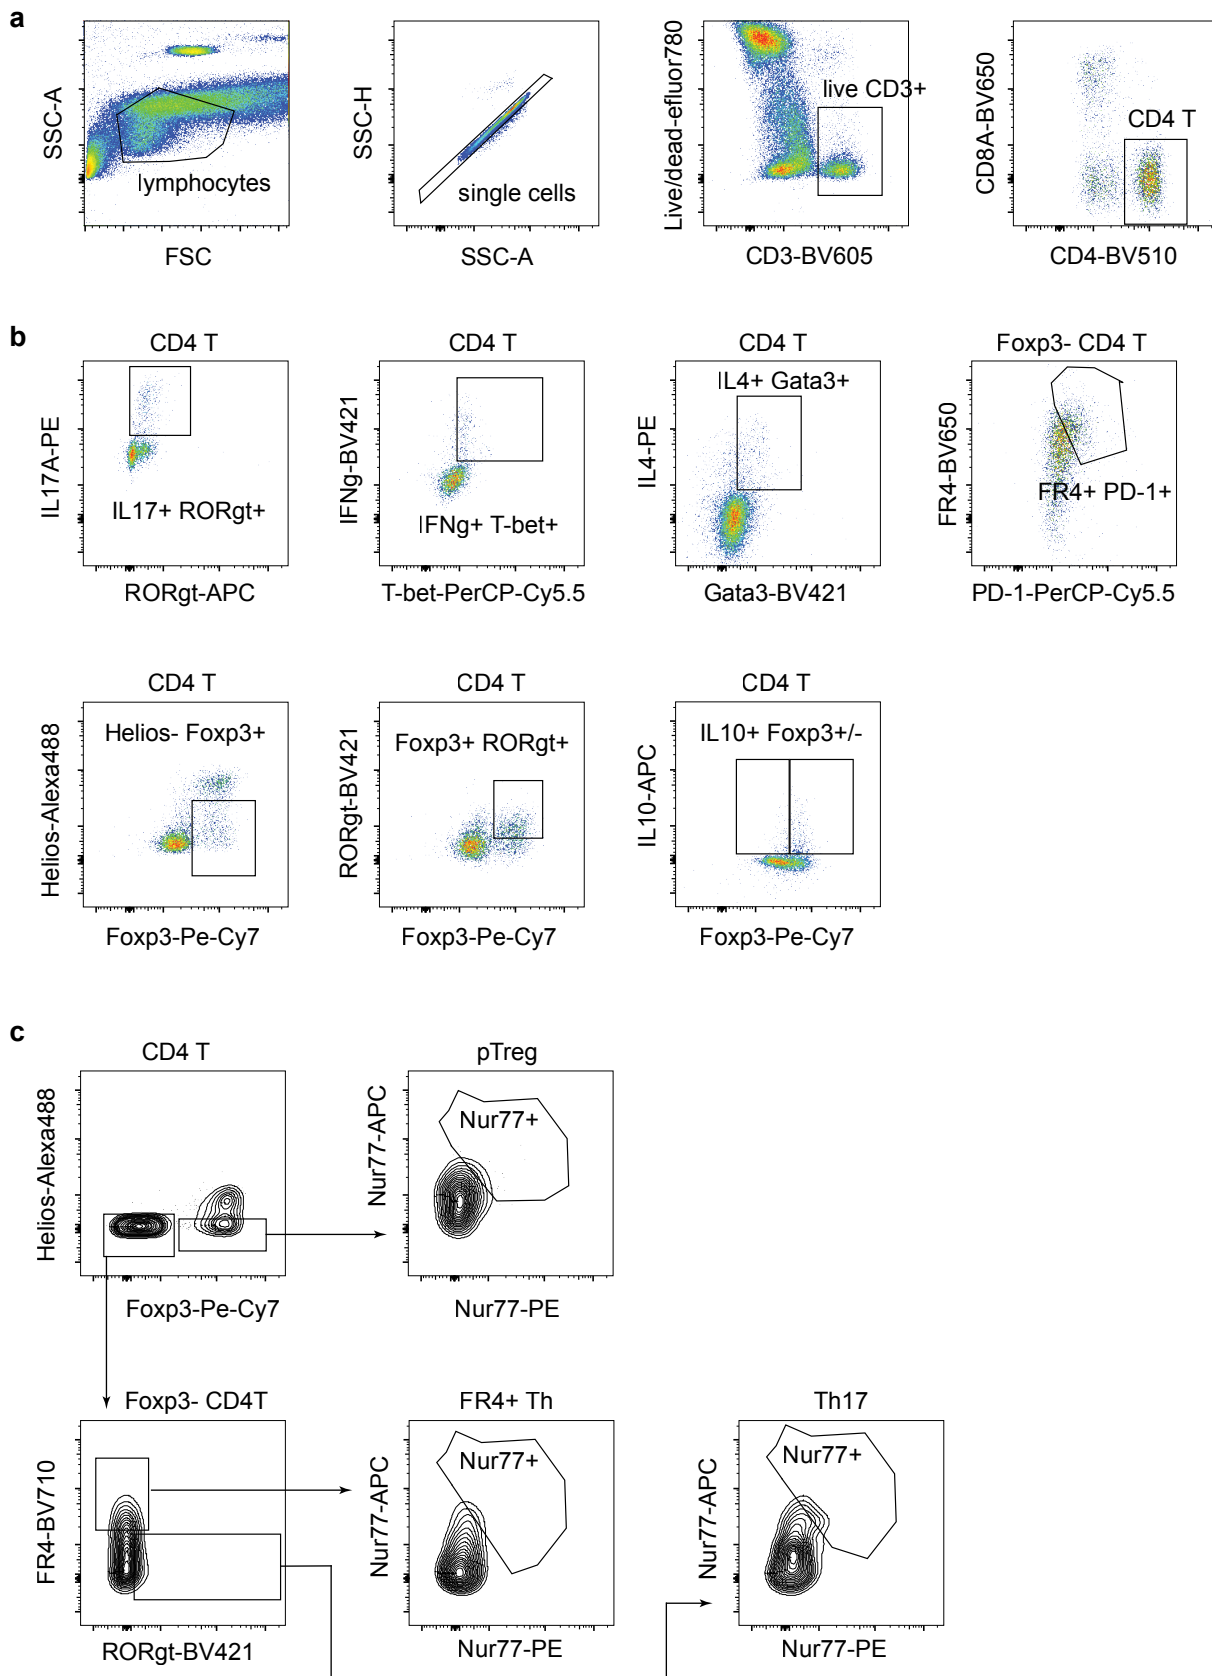 a
SSC-A
lymphocytes
FSC
SSC-H
single cells
SSC-A
Live/dead-efluor780
live CD3+
CD3-BV605
CD8A-BV650
CD4 T
CD4-BV510
b
CD4 T
IL17A-PE
IL17+ RORgt+
RORgt-APC
CD4 T
IFNg-BV421
IFNg+ T-bet+
T-bet-PerCP-Cy5.5
CD4 T
IL4+ Gata3+
IL4-PE
Gata3-BV421
Foxp3- CD4 T
FR4-BV650
FR4+ PD-1+
PD-1-PerCP-Cy5.5
CD4 T
Helios- Foxp3+
Helios-Alexa488
Foxp3-Pe-Cy7
CD4 T
Foxp3+ RORgt+
RORgt-BV421
Foxp3-Pe-Cy7
CD4 T
IL10+ Foxp3+/-
IL10-APC
Foxp3-Pe-Cy7
c
CD4 T
Helios-Alexa488
Foxp3-Pe-Cy7
pTreg
Nur77-APC
Nur77+
Nur77-PE
Foxp3- CD4T
FR4-BV710
RORgt-BV421
FR4+ Th
Nur77-APC
Nur77+
Nur77-PE
Th17
Nur77-APC
Nur77+
Nur77-PE